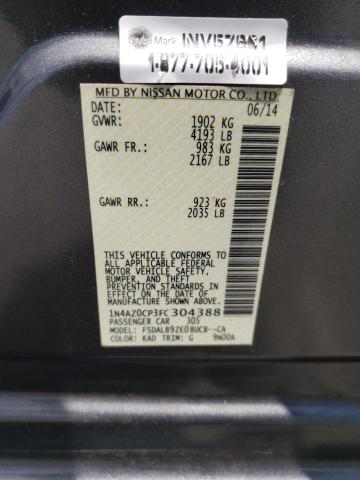 Mark
1-877-705-9001
MFD BY NISSAN MOTOR CO., LTD.
DATE: 06/14
GVWR: 1902 KG
4193 LB
GAWR FR.: 983 KG
2167 LB
GAWR RR.: 923 KG
2035 LB
THIS VEHICLE CONFORMS TO
ALL APPLICABLE FEDERAL
MOTOR VEHICLE SAFETY,
BUMPER, AND THEFT
PREVENTION STANDARDS
IN EFFECT ON THE DATE OF
MANUFACTURE SHOWN ABOVE.
1N4AZ0CP3FC304388
PASSENGER CAR 305
MODEL: FSDALB9ZE0BUCB--CA
COLOR: KAD TRIM: G 9N00A